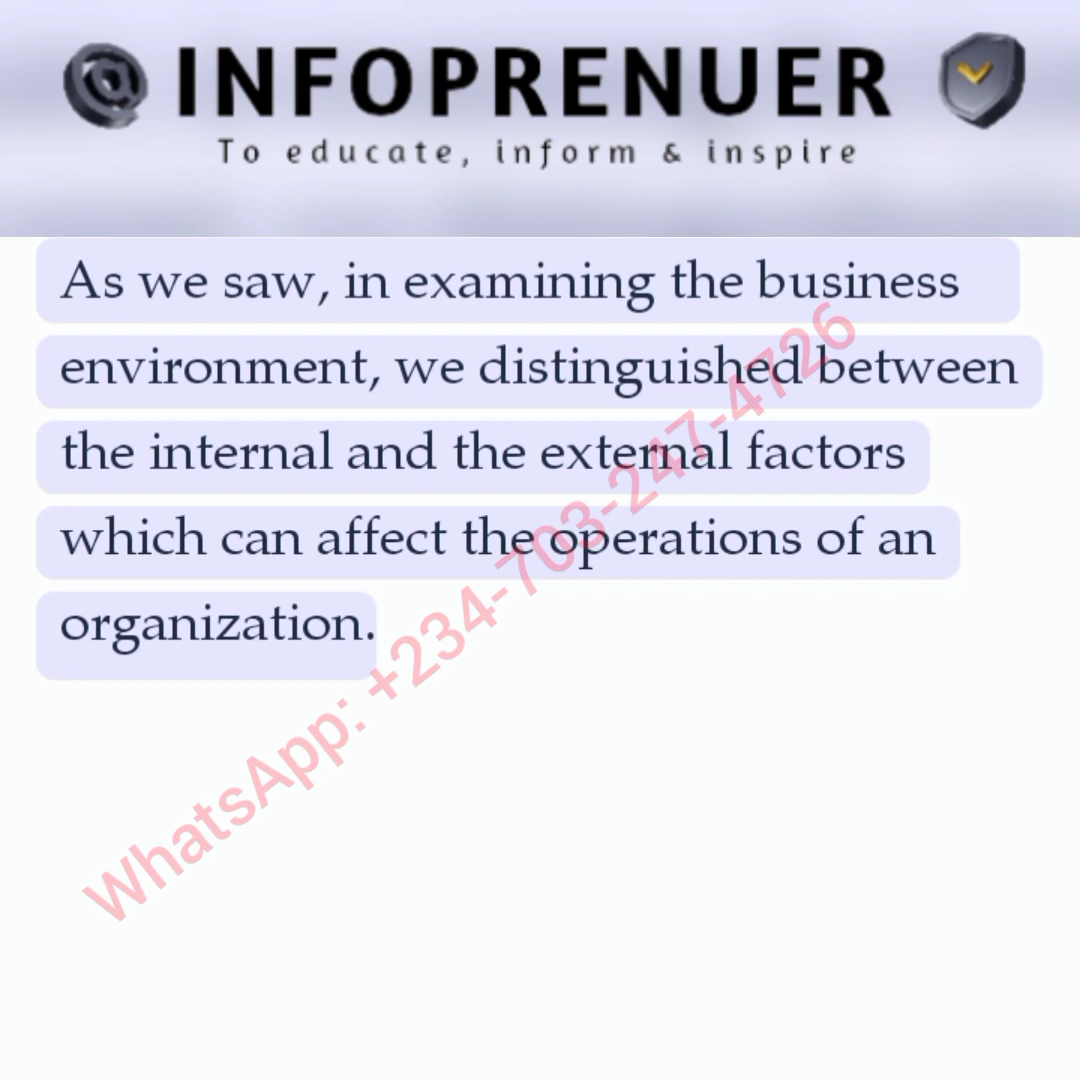 INFOPRENUER
To educate, inform & inspire
As we saw, in examining the business
environment, we distinguished between
the internal and the external factors
which can affect the operations of an
organization.
WhatsApp: +234-703-247-4726